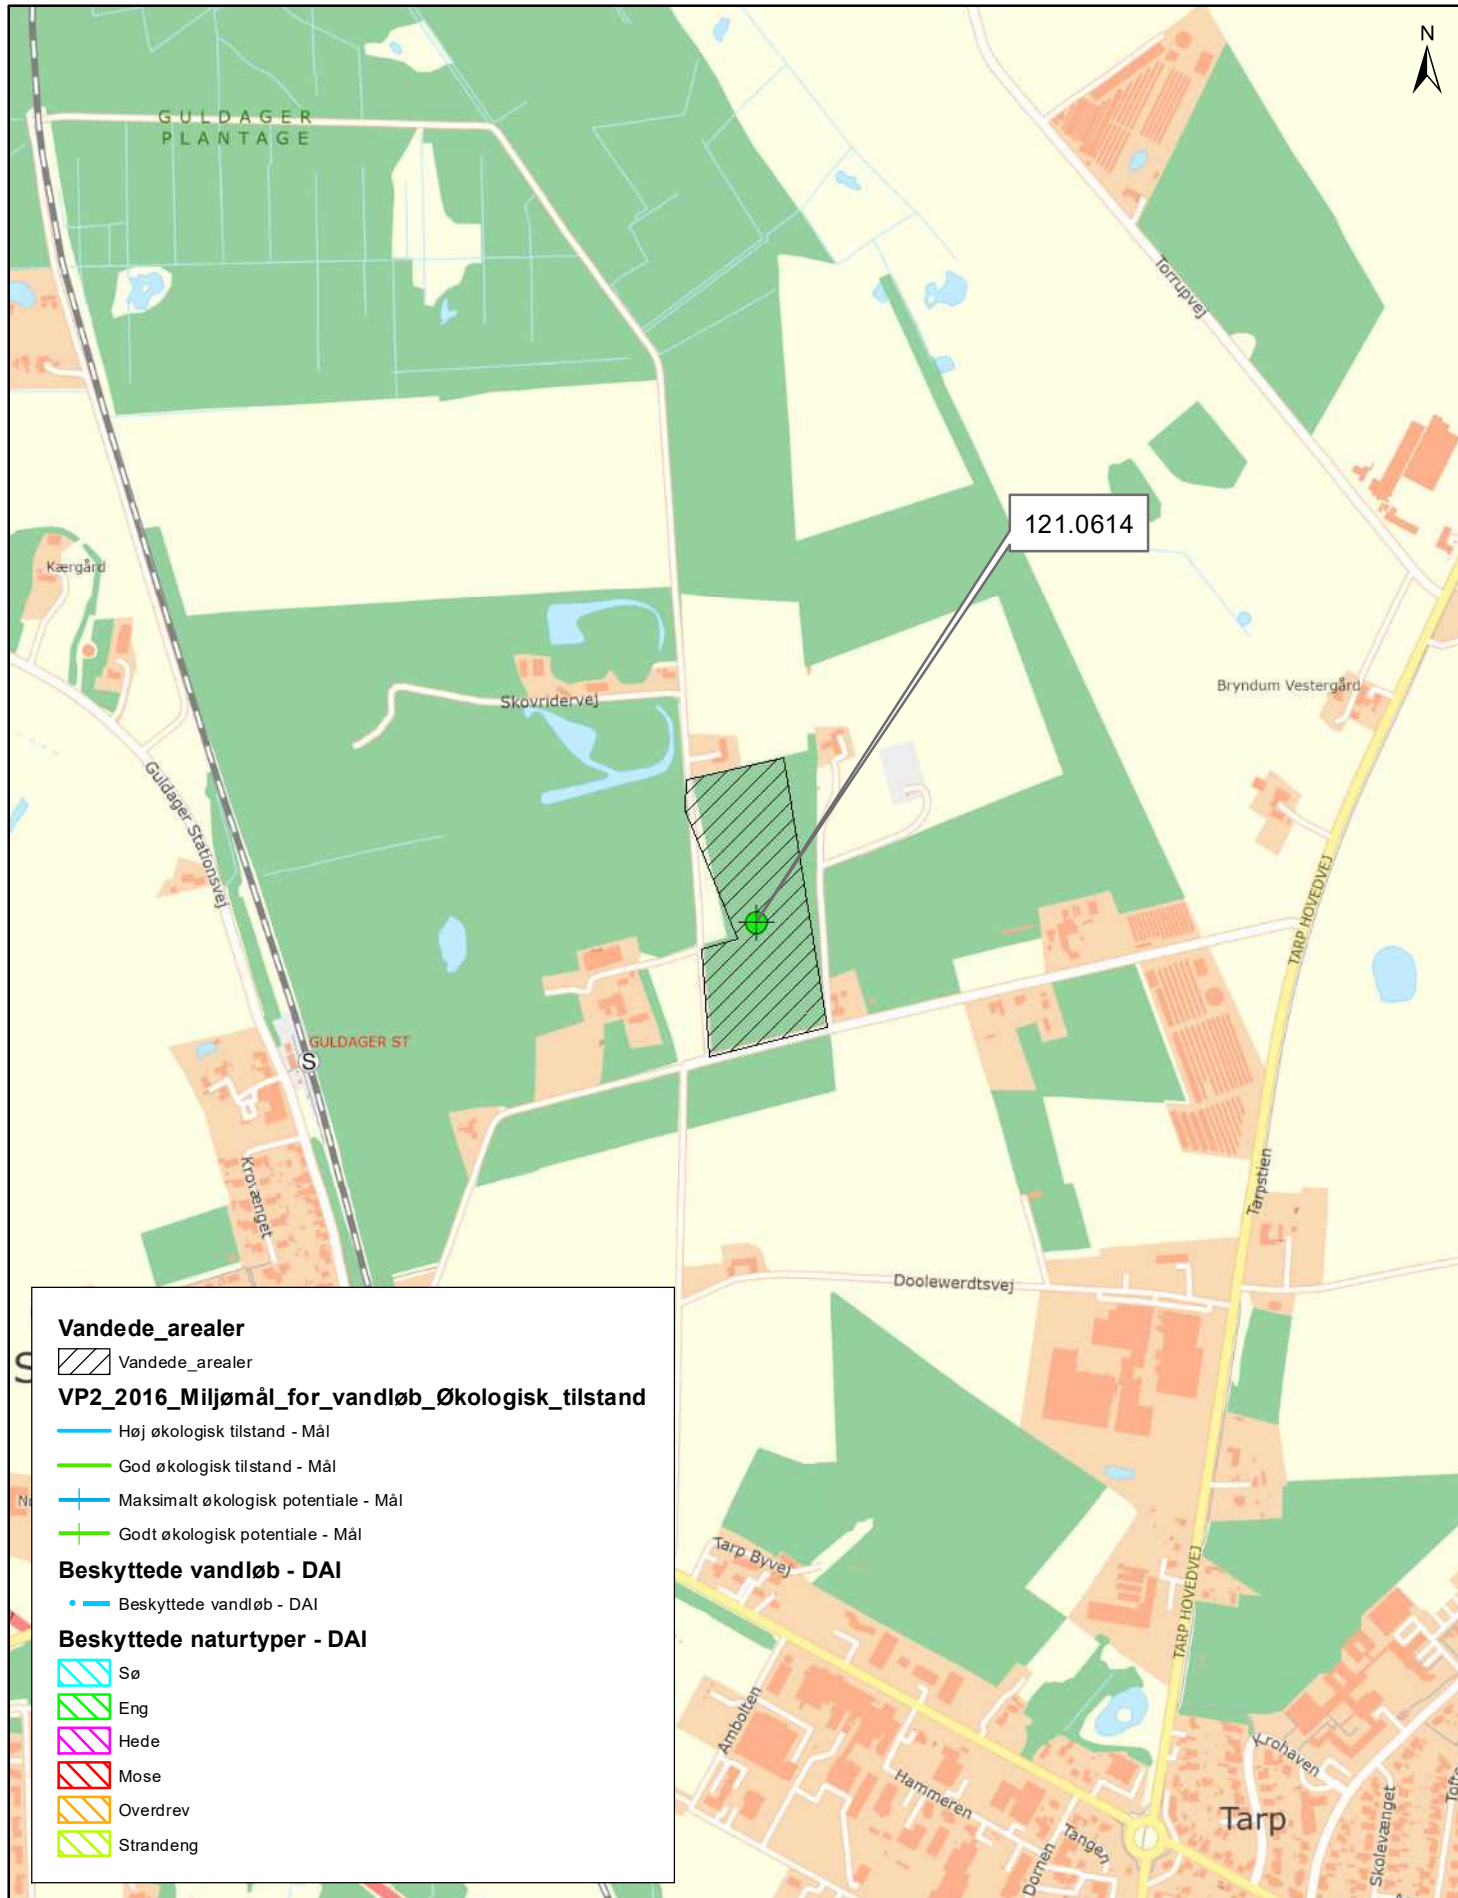 N
GULDAGER
PLANTAGE
Torrupvej
121.0614
Kærgård
Skovridervej
Bryndum Vestergård
Guldager Stationsvej
TARP HOVEDVEJ
GULDAGER ST
S
Krovænget
Tarpstien
Doolewerdtsvej
S
Vandede_arealer
Vandede_arealer
VP2_2016_Miljømål_for_vandløb_Økologisk_tilstand
Høj økologisk tilstand - Mål
God økologisk tilstand - Mål
Maksimalt økologisk potentiale - Mål
Godt økologisk potentiale - Mål
Beskyttede vandløb - DAI
Beskyttede vandløb - DAI
Beskyttede naturtyper - DAI
Sø
Eng
Hede
Mose
Overdrev
Strandeng
Tarp Byvej
TARP HOVEDVEJ
Ambolten
Hammeren
Krohaven
Tarp
Tangen
Dornen
Skolevænget